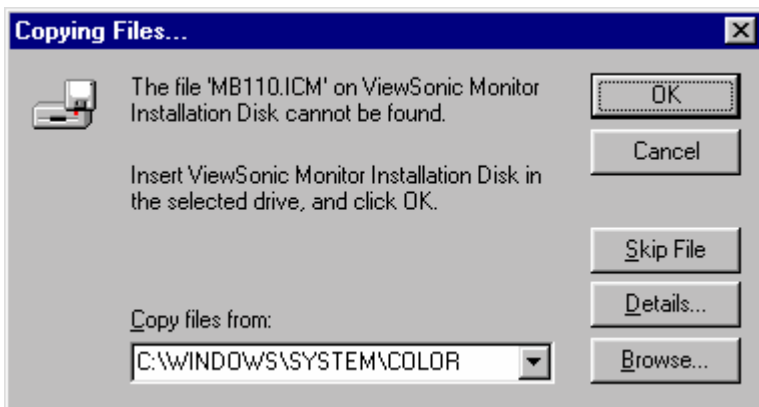 Copying Files...
The file 'MB110.ICM' on ViewSonic Monitor
Installation Disk cannot be found.
Insert ViewSonic Monitor Installation Disk in
the selected drive, and click OK.
Copy files from:
C:\WINDOWS\SYSTEM\COLOR
OK
Cancel
Skip File
Details...
Browse...